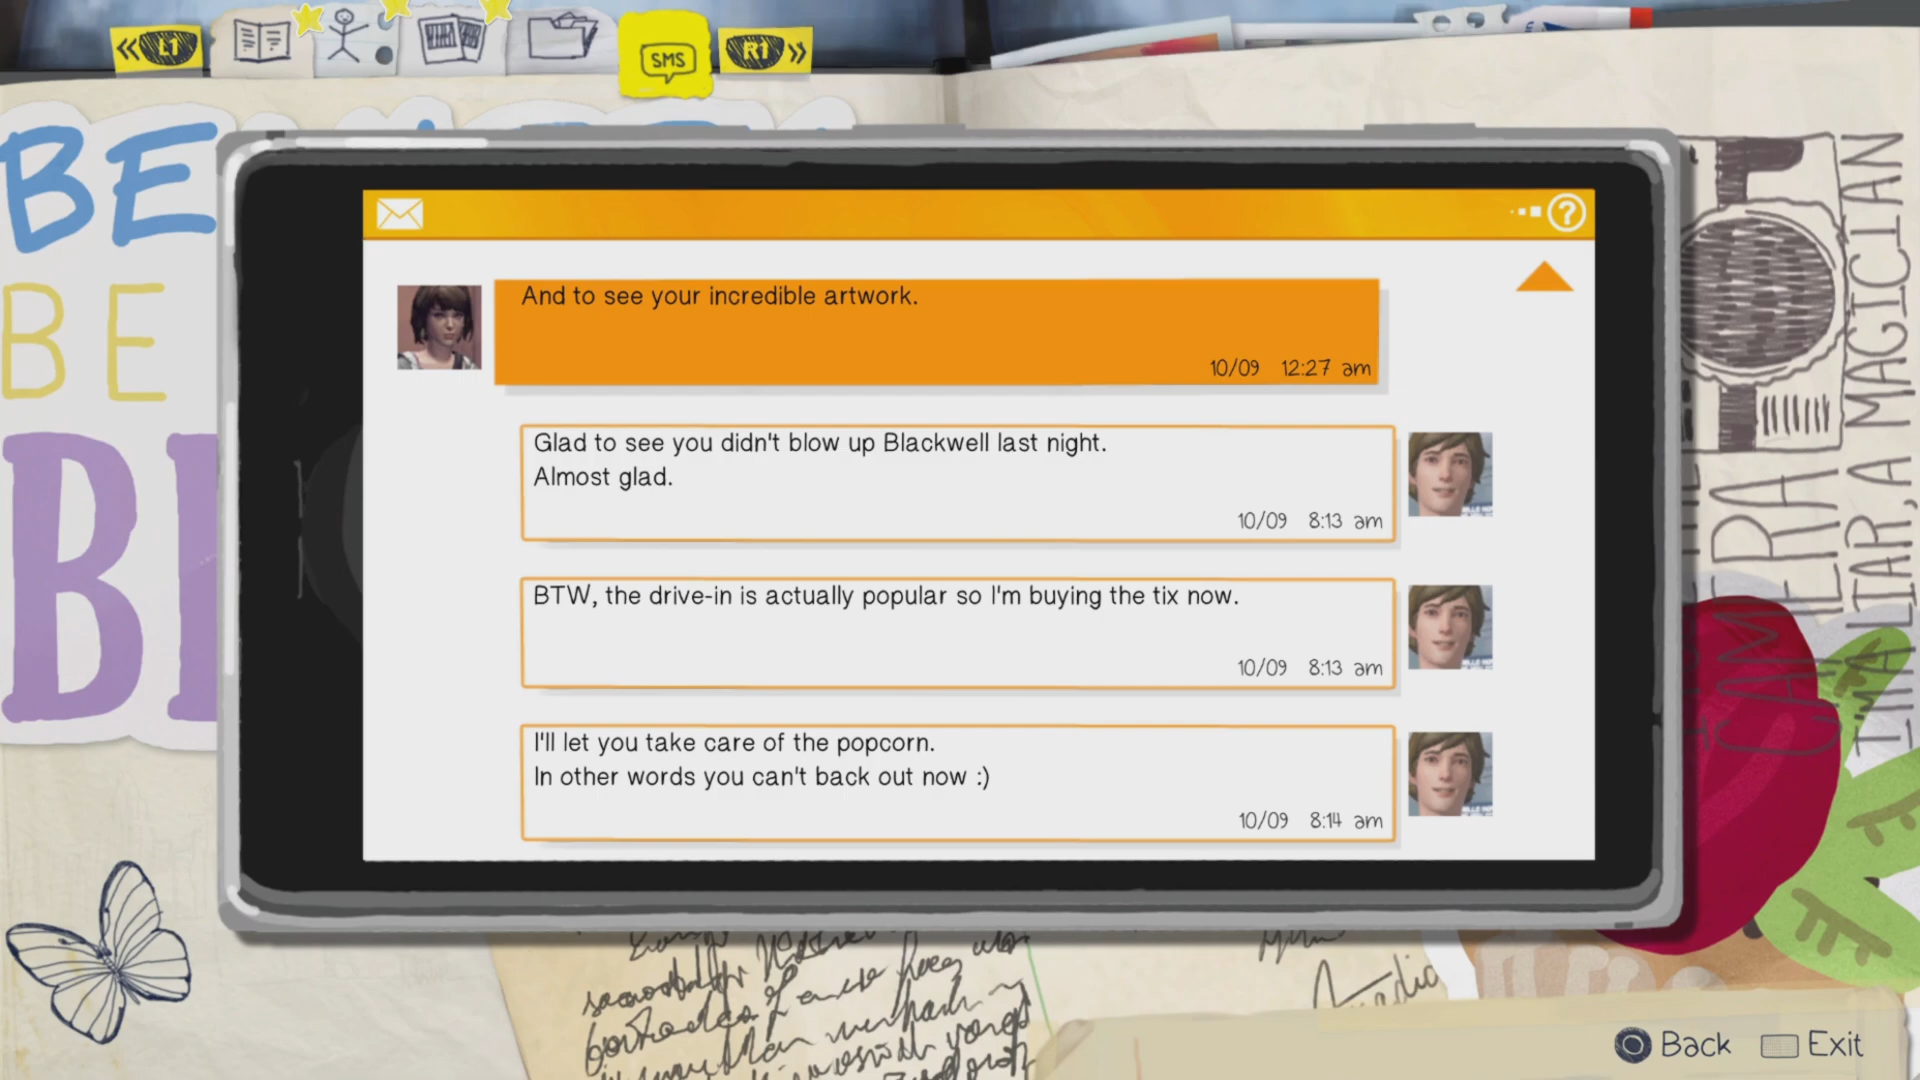 L1
SMS
R1
BE
BE
?
And to see your incredible artwork.
10/09 12:27 am
Glad to see you didn't blow up Blackwell last night.
Almost glad.
10/09 8:13 am
BTW, the drive-in is actually popular so I'm buying the tix now.
10/09 8:13 am
I'll let you take care of the popcorn.
In other words you can't back out now :)
10/09 8:14 am
CAMERA
I'M A LIAR, A MAGICIAN
Back
Exit